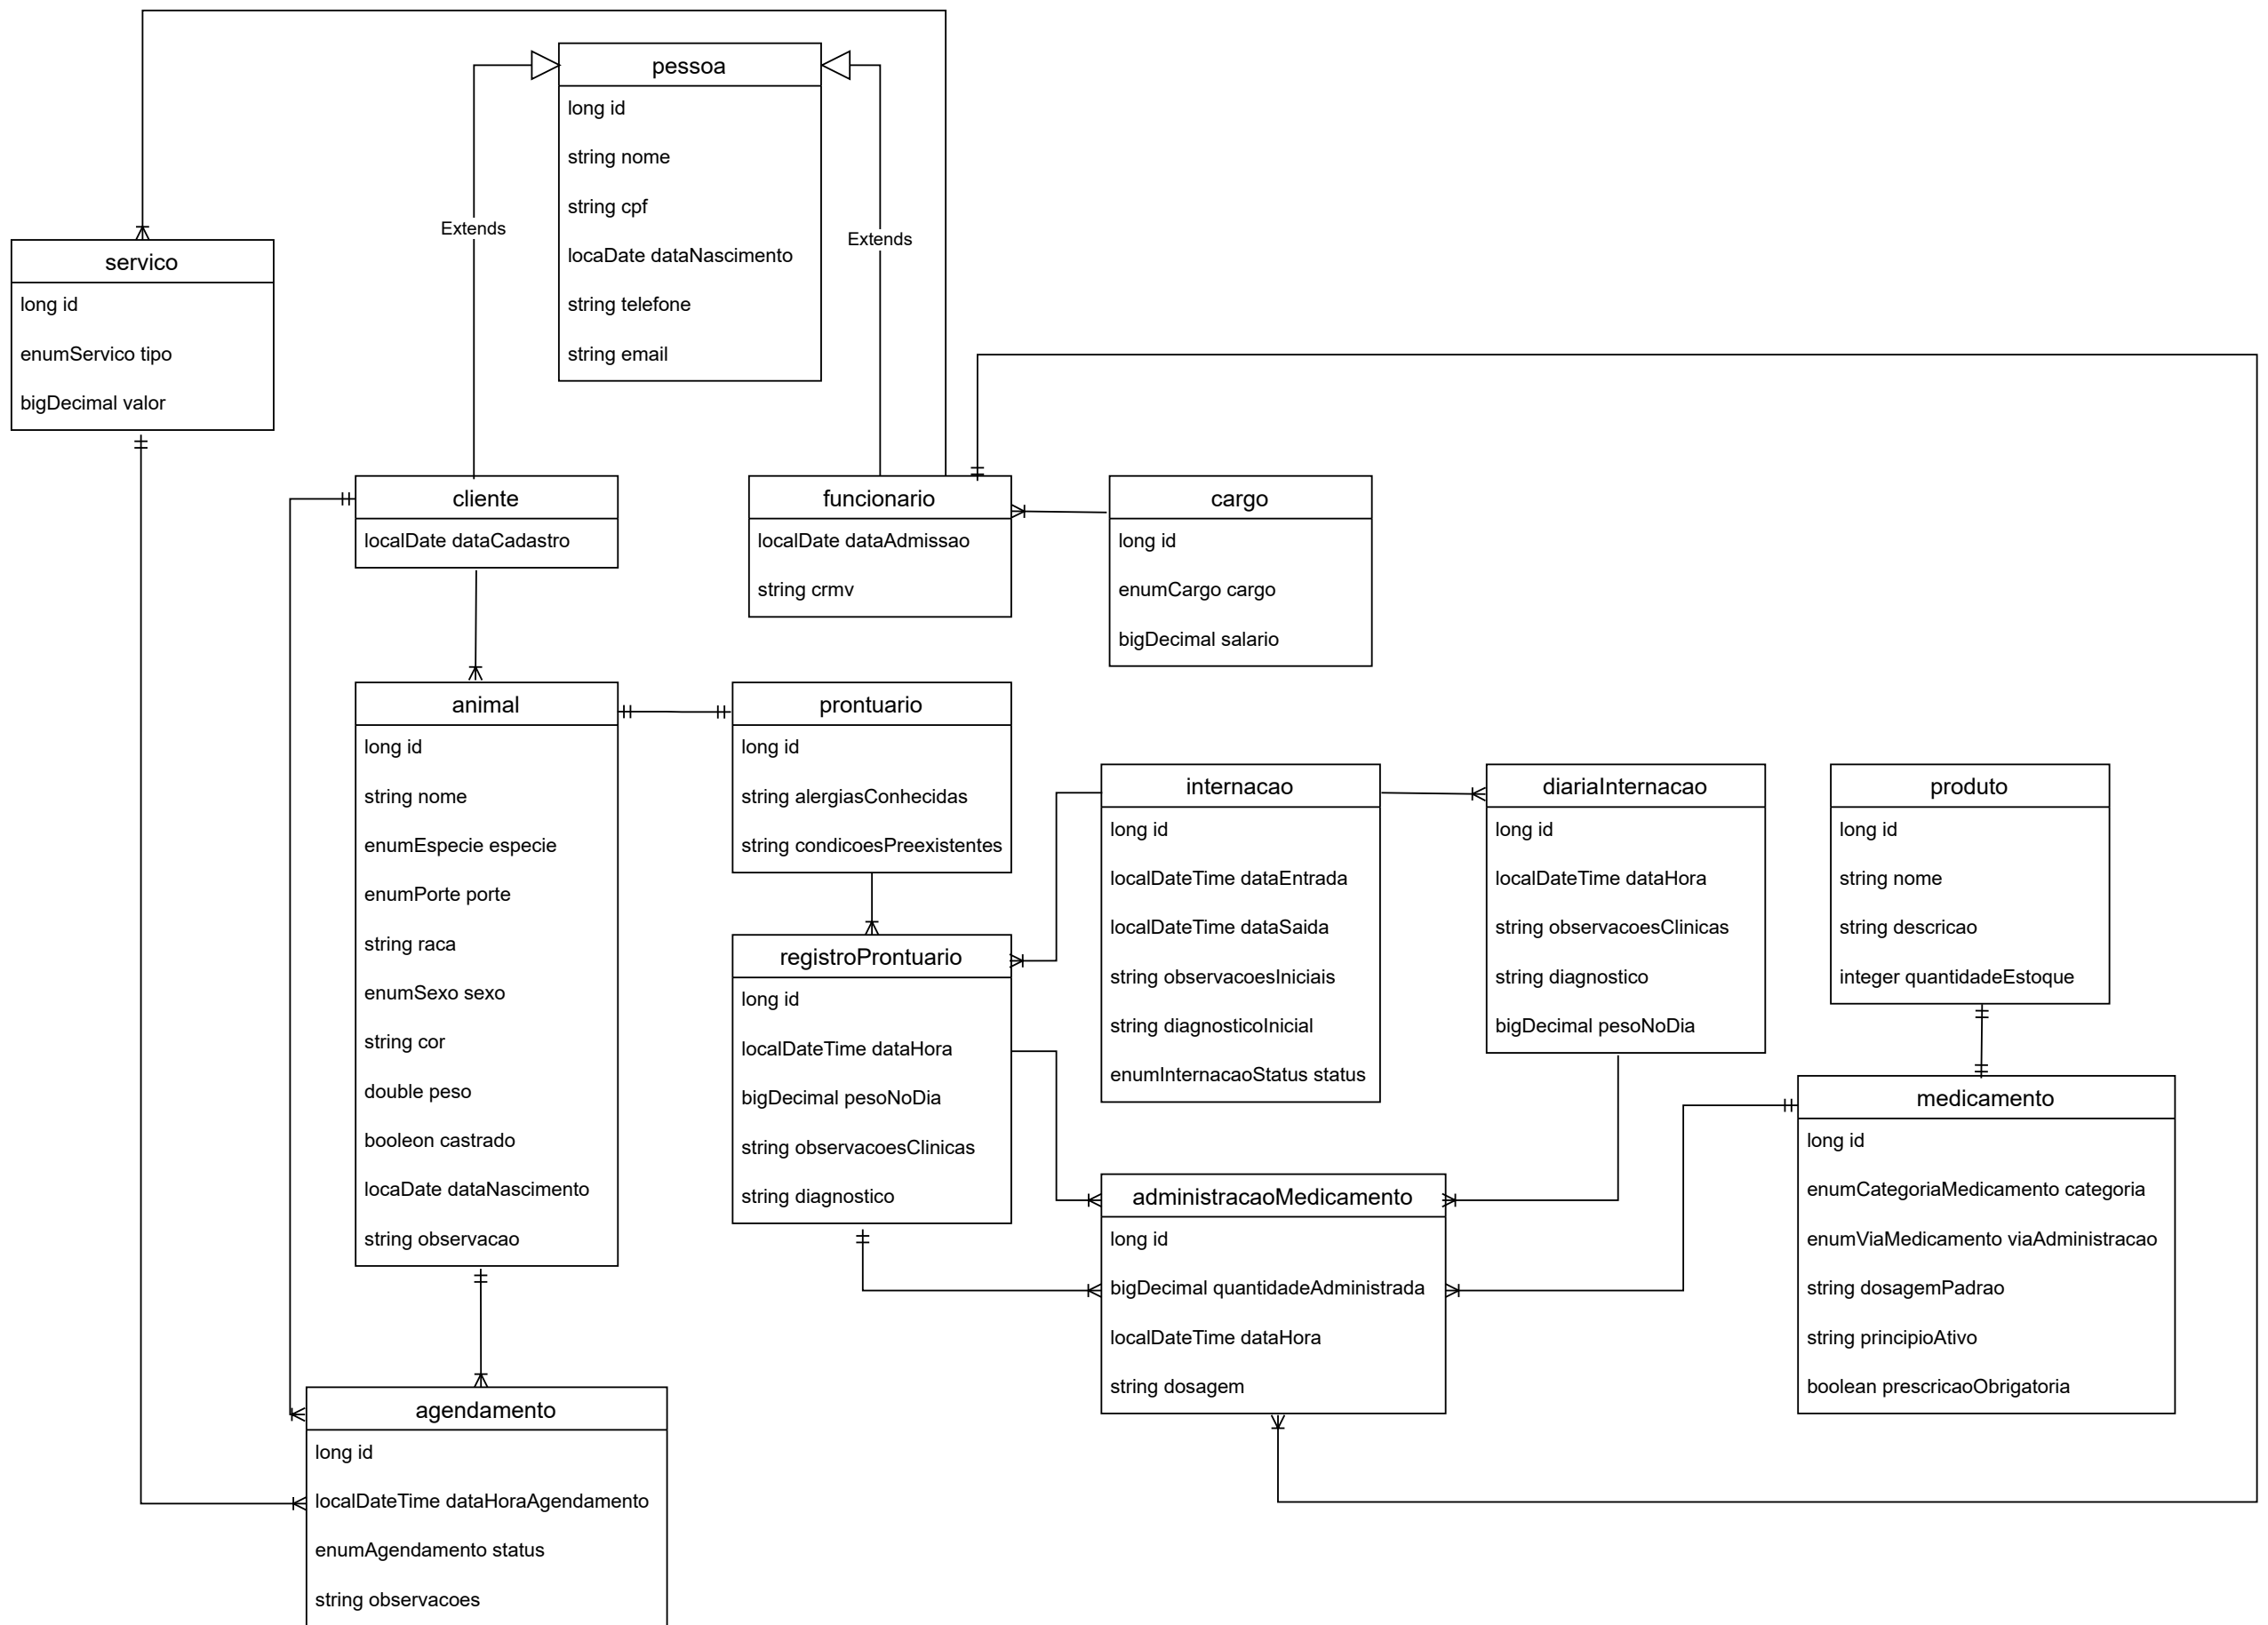 pessoa
long id
string nome
string cpf
locaDate dataNascimento
string telefone
string email
Extends
Extends
servico
long id
enumServico tipo
bigDecimal valor
cliente
localDate dataCadastro
funcionario
localDate dataAdmissao
string crmv
cargo
long id
enumCargo cargo
bigDecimal salario
animal
long id
string nome
enumEspecie especie
enumPorte porte
string raca
enumSexo sexo
string cor
double peso
booleon castrado
locaDate dataNascimento
string observacao
prontuario
long id
string alergiasConhecidas
string condicoesPreexistentes
registroProntuario
long id
localDateTime dataHora
bigDecimal pesoNoDia
string observacoesClinicas
string diagnostico
internacao
long id
localDateTime dataEntrada
localDateTime dataSaida
string observacoesIniciais
string diagnosticoInicial
enumInternacaoStatus status
diariaInternacao
long id
localDateTime dataHora
string observacoesClinicas
string diagnostico
bigDecimal pesoNoDia
produto
long id
string nome
string descricao
integer quantidadeEstoque
medicamento
long id
enumCategoriaMedicamento categoria
enumViaMedicamento viaAdministracao
string dosagemPadrao
string principioAtivo
boolean prescricaoObrigatoria
administracaoMedicamento
long id
bigDecimal quantidadeAdministrada
localDateTime dataHora
string dosagem
agendamento
long id
localDateTime dataHoraAgendamento
enumAgendamento status
string observacoes